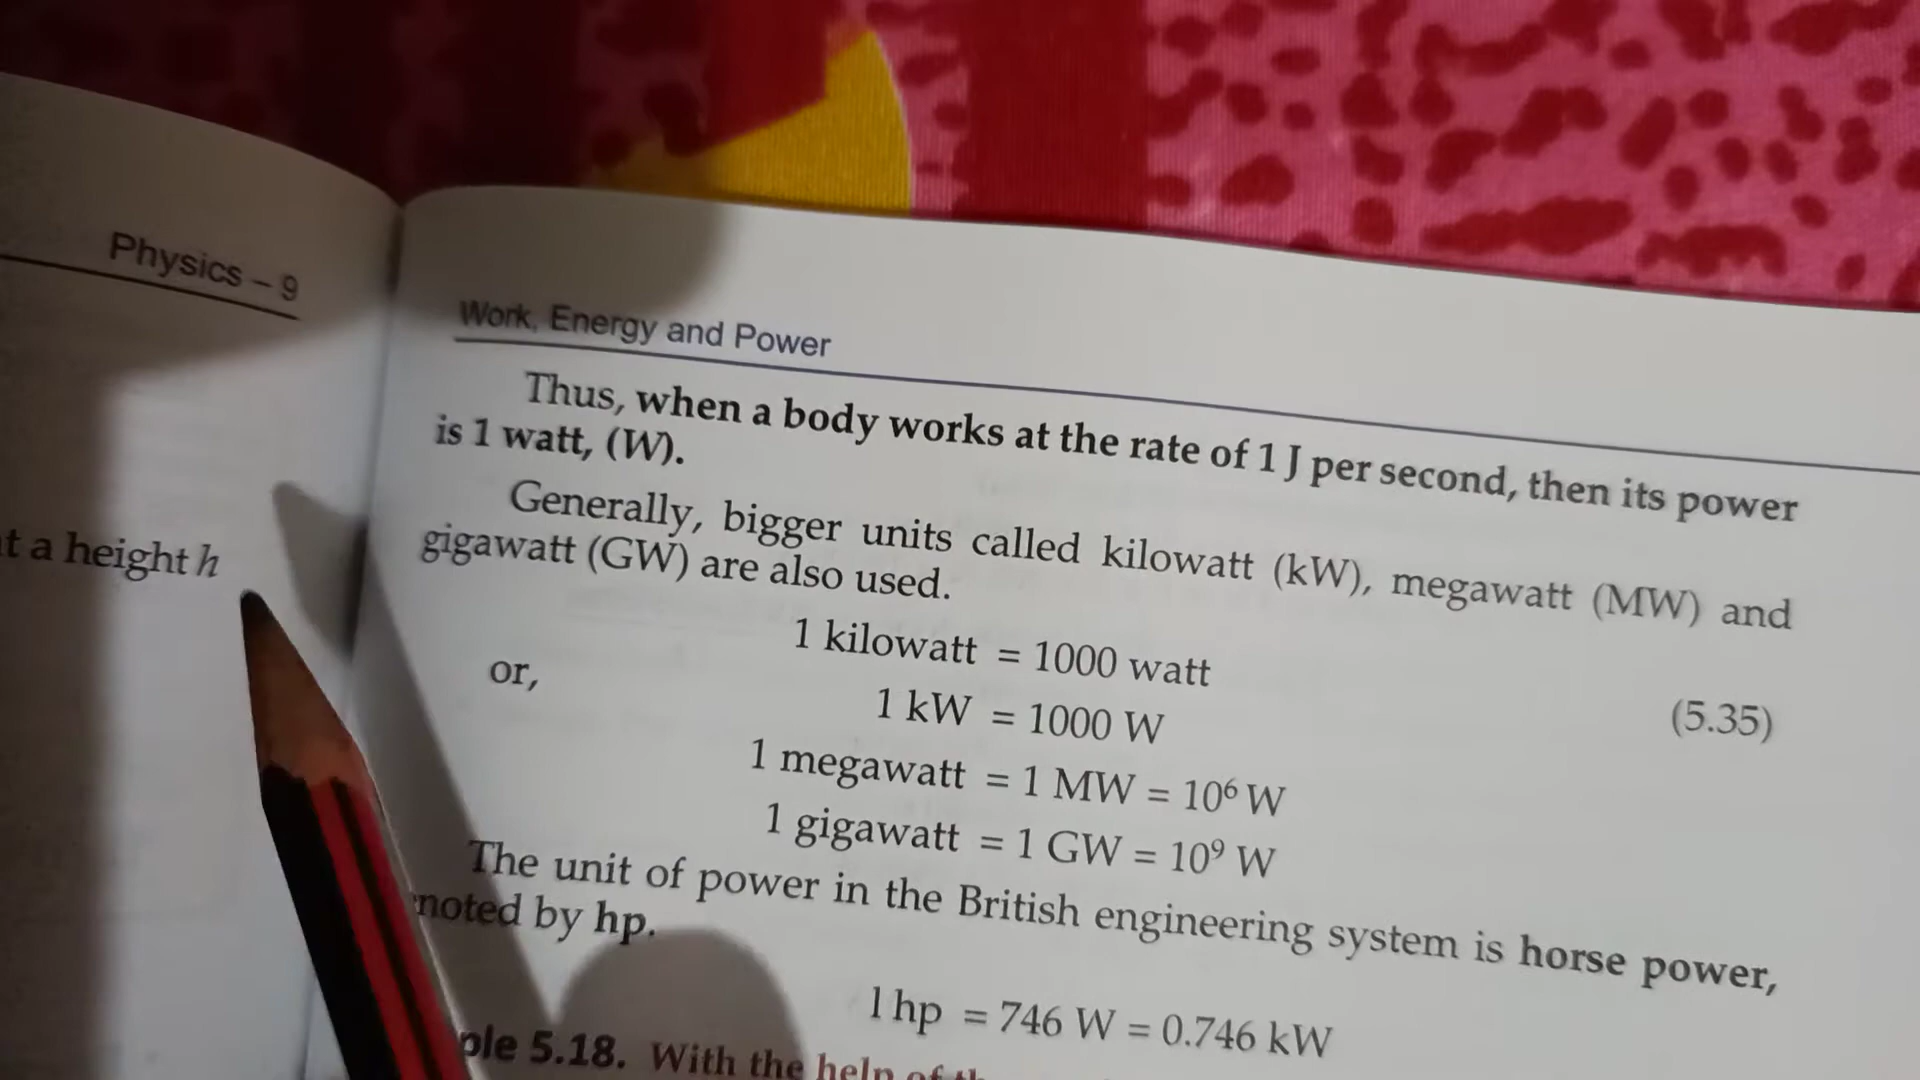 Physics – 9
t a height h
Work, Energy and Power
Thus, when a body works at the rate of 1 J per second, then its power
is 1 watt, (W).
Generally, bigger units called kilowatt (kW), megawatt (MW) and
gigawatt (GW) are also used.
1 kilowatt = 1000 watt
or,
1 kW = 1000 W (5.35)
1 megawatt = 1 MW = 10⁶ W
1 gigawatt = 1 GW = 10⁹ W
The unit of power in the British engineering system is horse power,
noted by hp.
1 hp = 746 W = 0.746 kW
ple 5.18. With the help of